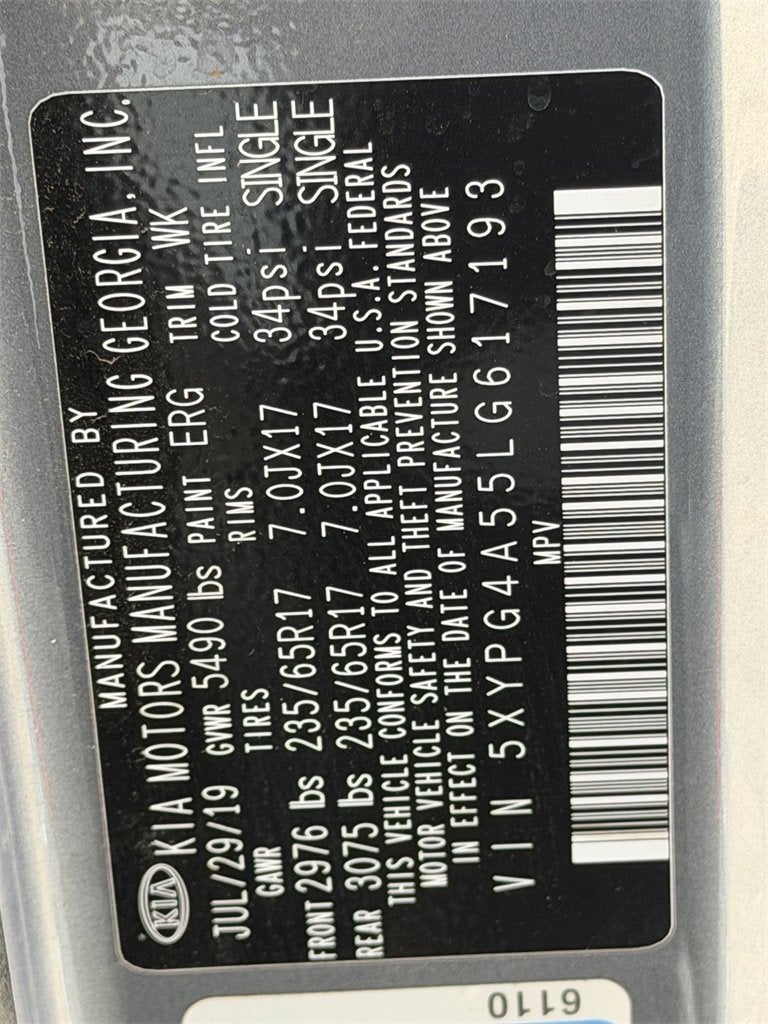 MANUFACTURED BY
KIA KIA MOTORS MANUFACTURING GEORGIA, INC.
JUL/29/19 GVWR 5490 lbs PAINT ERG TRIM WK
GAWR TIRES RIMS COLD TIRE INFL
FRONT 2976 lbs 235/65R17 7.0JX17 34psi SINGLE
REAR 3075 lbs 235/65R17 7.0JX17 34psi SINGLE
THIS VEHICLE CONFORMS TO ALL APPLICABLE U.S.A. FEDERAL
MOTOR VEHICLE SAFETY AND THEFT PREVENTION STANDARDS
IN EFFECT ON THE DATE OF MANUFACTURE SHOWN ABOVE
VIN 5XYPG4A55LG617193
MPV
6110